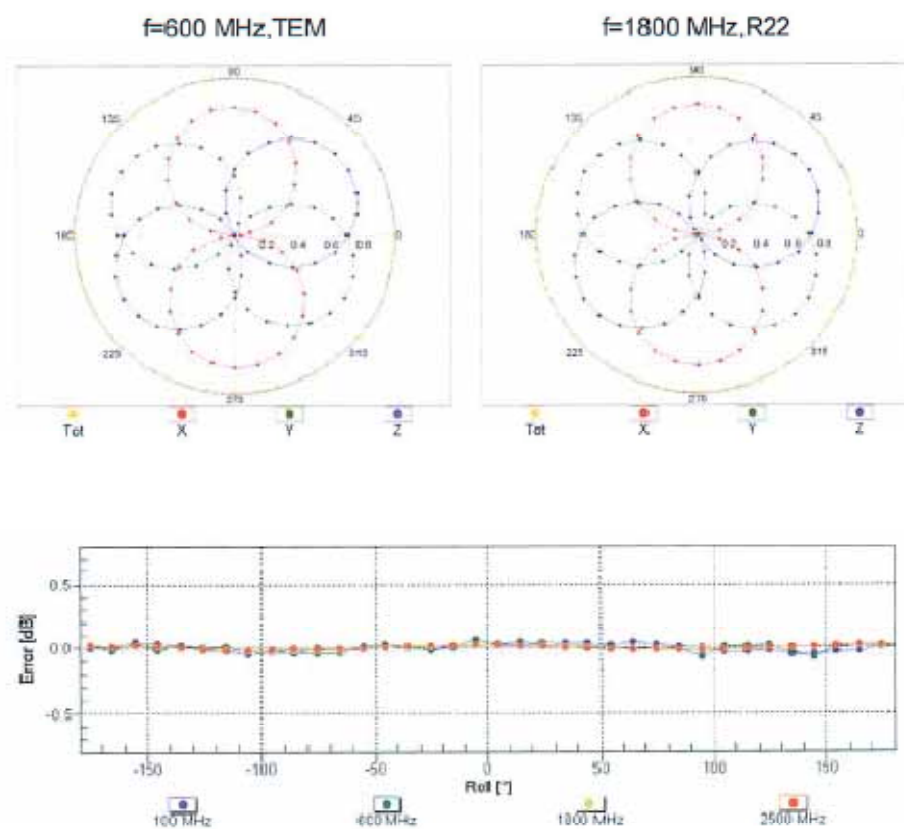 f=600 MHz,TEM
f=1800 MHz,R22
90
135
45
180
0.2 0.4 0.6 0.8
0
225
315
270
Tot X Y Z
90
135
45
180
0.2 0.4 0.6 0.8
0
225
315
270
Tot X Y Z
Error [dB]
0.5
0.0
-0.5
-150 -100 -50 0 50 100 150
Roll [°]
100 MHz 600 MHz 1800 MHz 2500 MHz